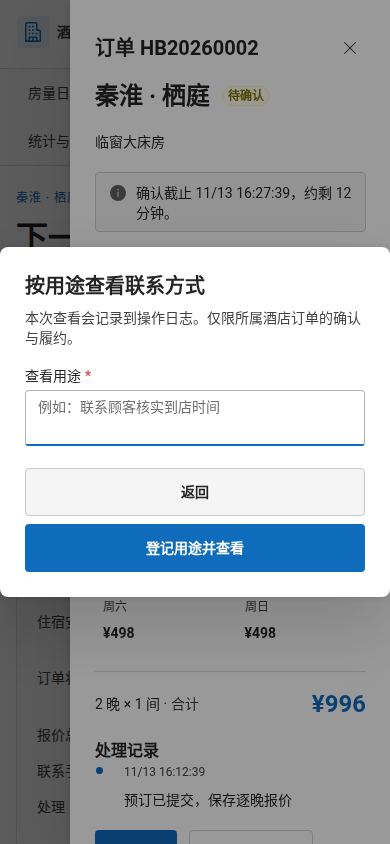 酒
房量日
统计与
秦淮 · 栖庭
下一
订单 HB20260002
秦淮 · 栖庭 待确认
临窗大床房
确认截止 11/13 16:27:39，约剩 12
分钟。
按用途查看联系方式
本次查看会记录到操作日志。仅限所属酒店订单的确认
与履约。
查看用途 *
例如：联系顾客核实到店时间
返回
登记用途并查看
住宿
订单
报价
联系
处理
周六 周日
¥498 ¥498
2 晚 × 1 间 · 合计 ¥996
处理记录
11/13 16:12:39
预订已提交，保存逐晚报价